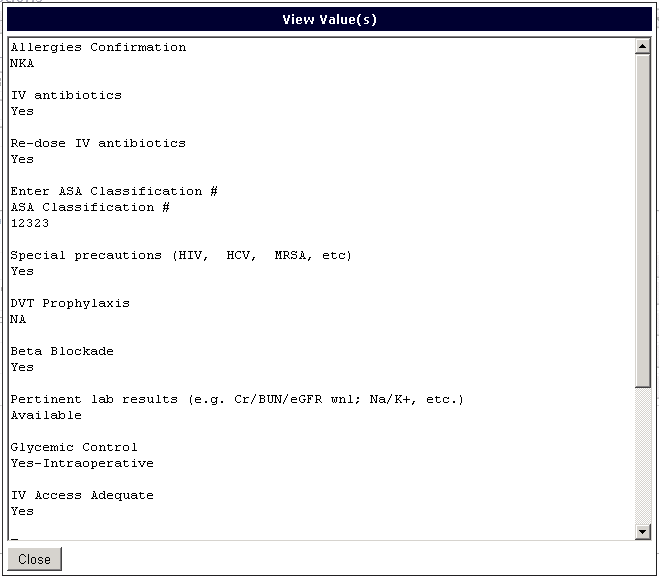 View Value(s)
Allergies Confirmation
NKA
IV antibiotics
Yes
Re-dose IV antibiotics
Yes
Enter ASA Classification #
ASA Classification #
12323
Special precautions (HIV,  HCV,  MRSA, etc)
Yes
DVT Prophylaxis
NA
Beta Blockade
Yes
Pertinent lab results (e.g. Cr/BUN/eGFR wnl; Na/K+, etc.)
Available
Glycemic Control
Yes-Intraoperative
IV Access Adequate
Yes
Close